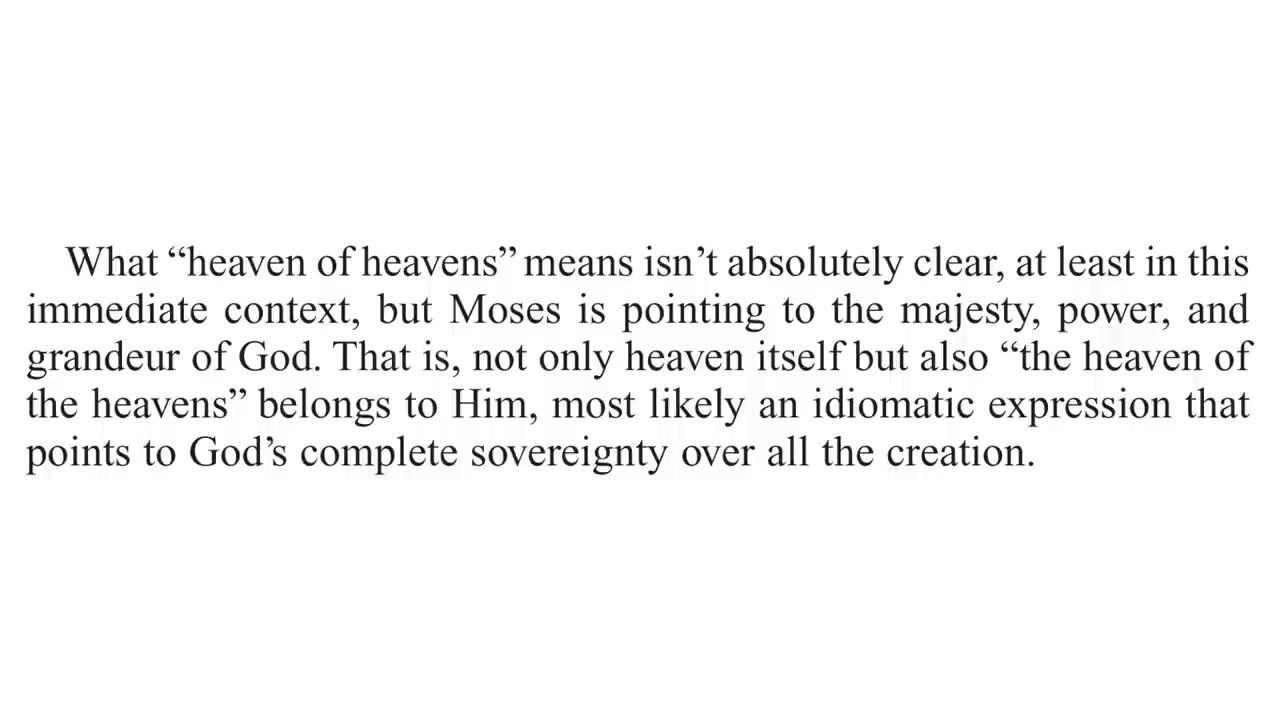 What “heaven of heavens” means isn’t absolutely clear, at least in this
immediate context, but Moses is pointing to the majesty, power, and
grandeur of God. That is, not only heaven itself but also “the heaven of
the heavens” belongs to Him, most likely an idiomatic expression that
points to God’s complete sovereignty over all the creation.